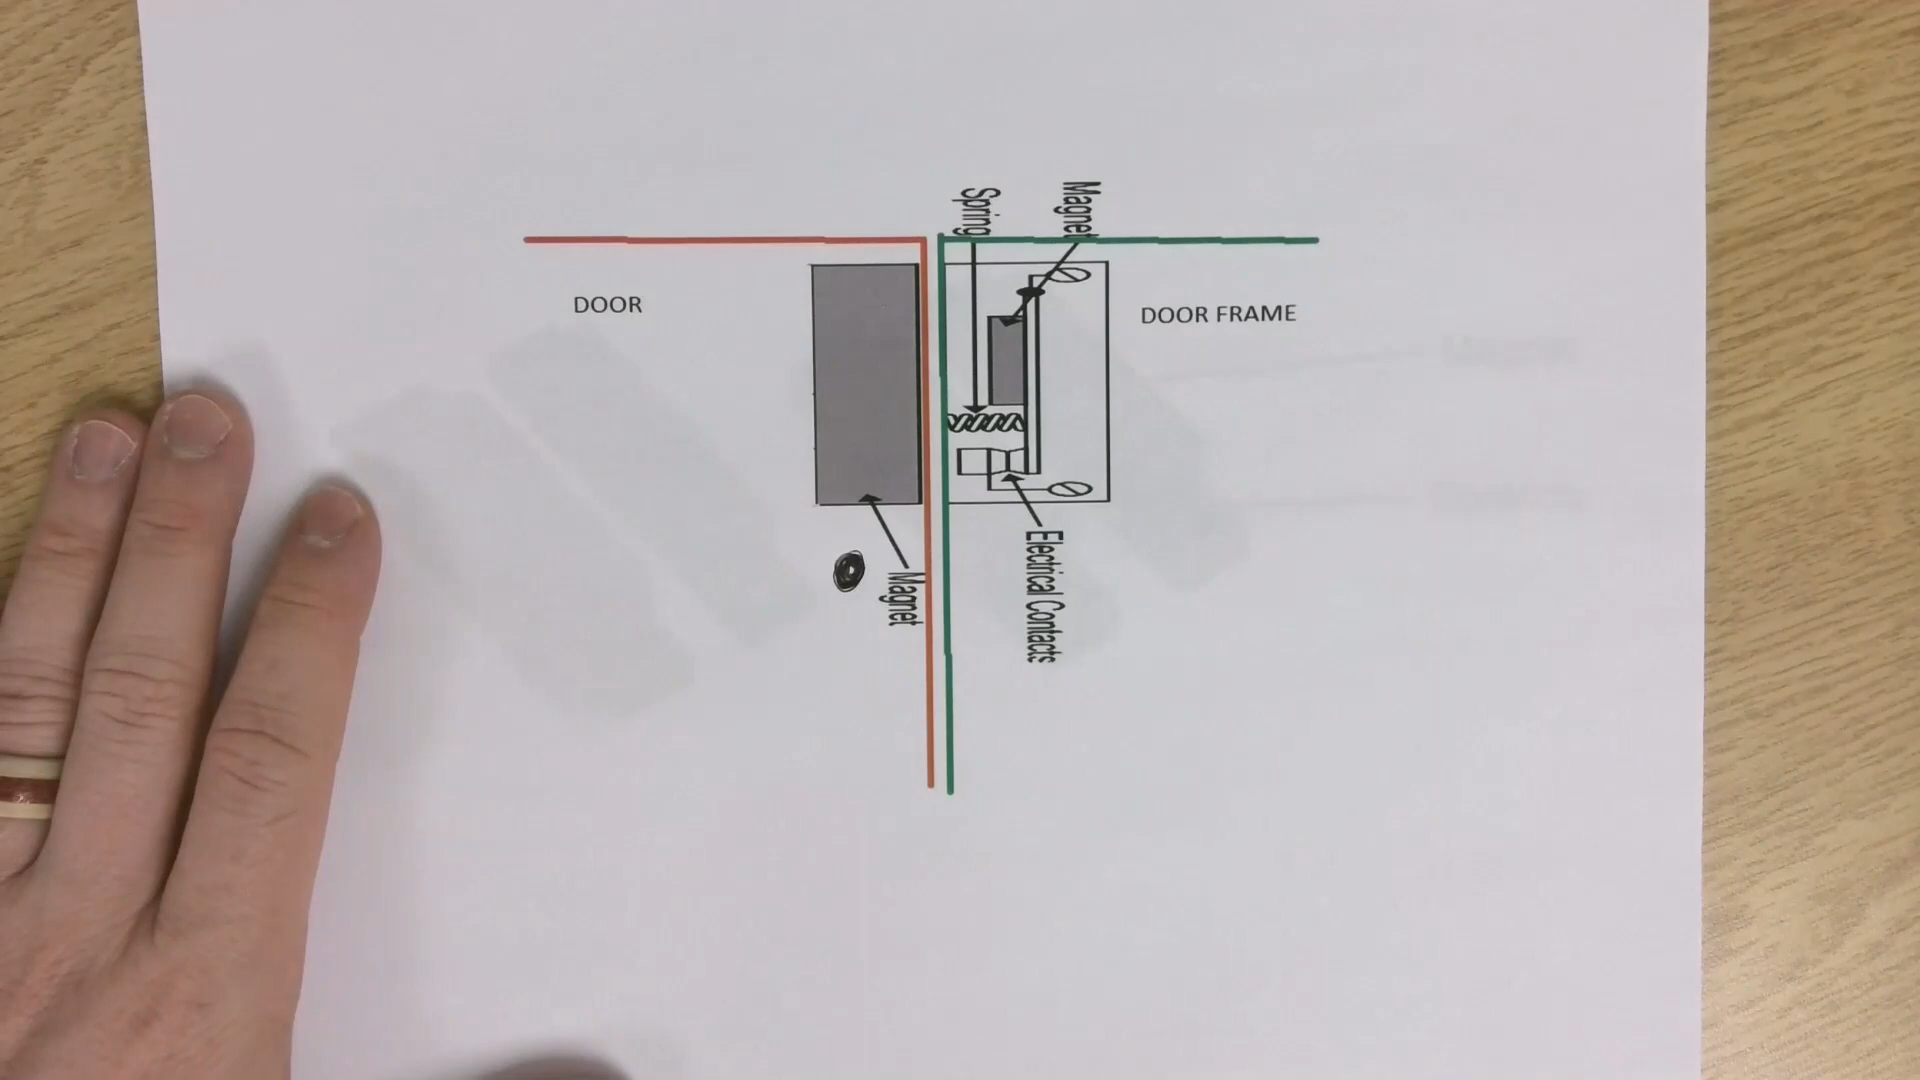 Spring
Magnet
DOOR
DOOR FRAME
Electrical Contacts
Magnet